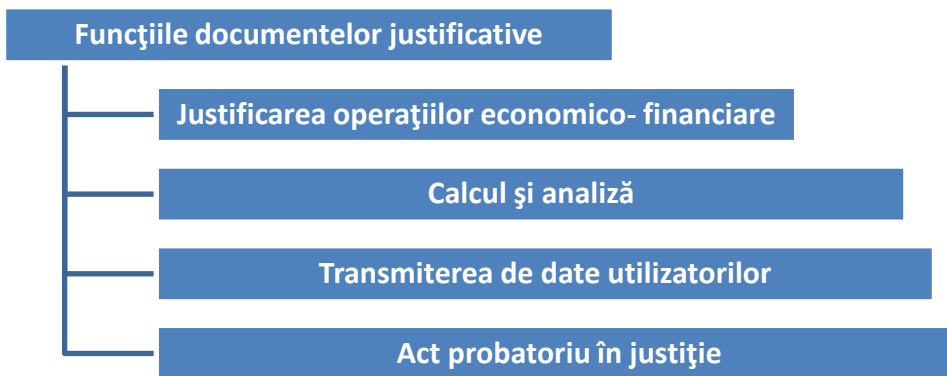 Funcţiile documentelor justificative
Justificarea operaţiilor economico- financiare
Calcul şi analiză
Transmiterea de date utilizatorilor
Act probatoriu în justiţie